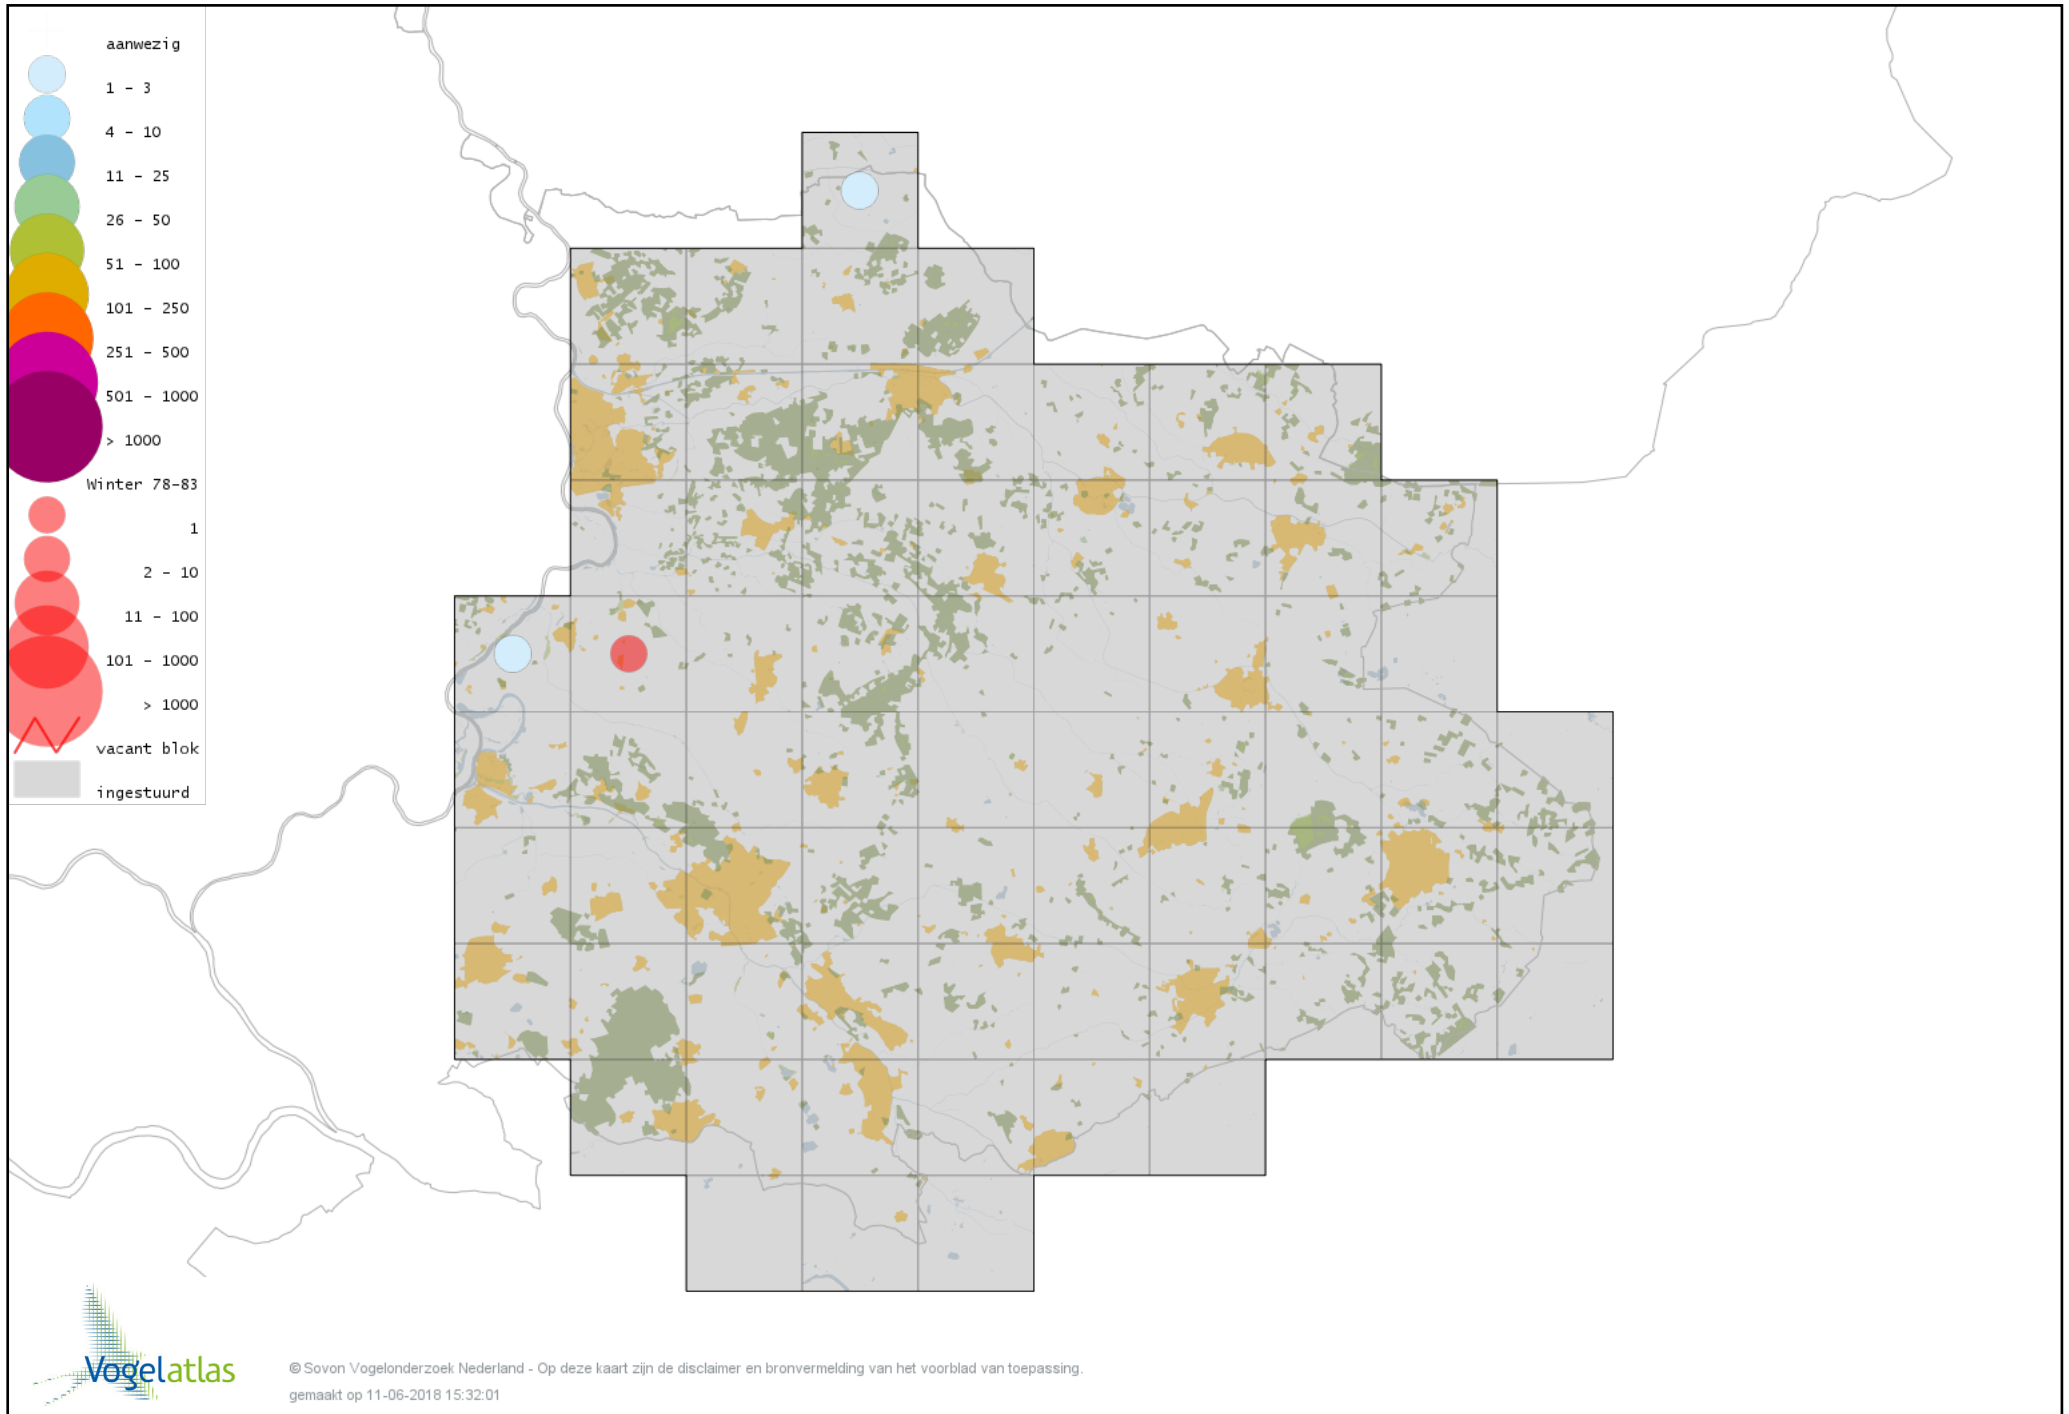 aanwezig
1 – 3
4 – 10
11 – 25
26 – 50
51 – 100
101 – 250
251 – 500
501 – 1000
> 1000
Winter 78-83
1
2 – 10
11 – 100
101 – 1000
> 1000
vacant blok
ingestuurd
Vogelatlas
© Sovon Vogelonderzoek Nederland - Op deze kaart zijn de disclaimer en bronvermelding van het voorblad van toepassing.
gemaakt op 11-06-2018 15:32:01